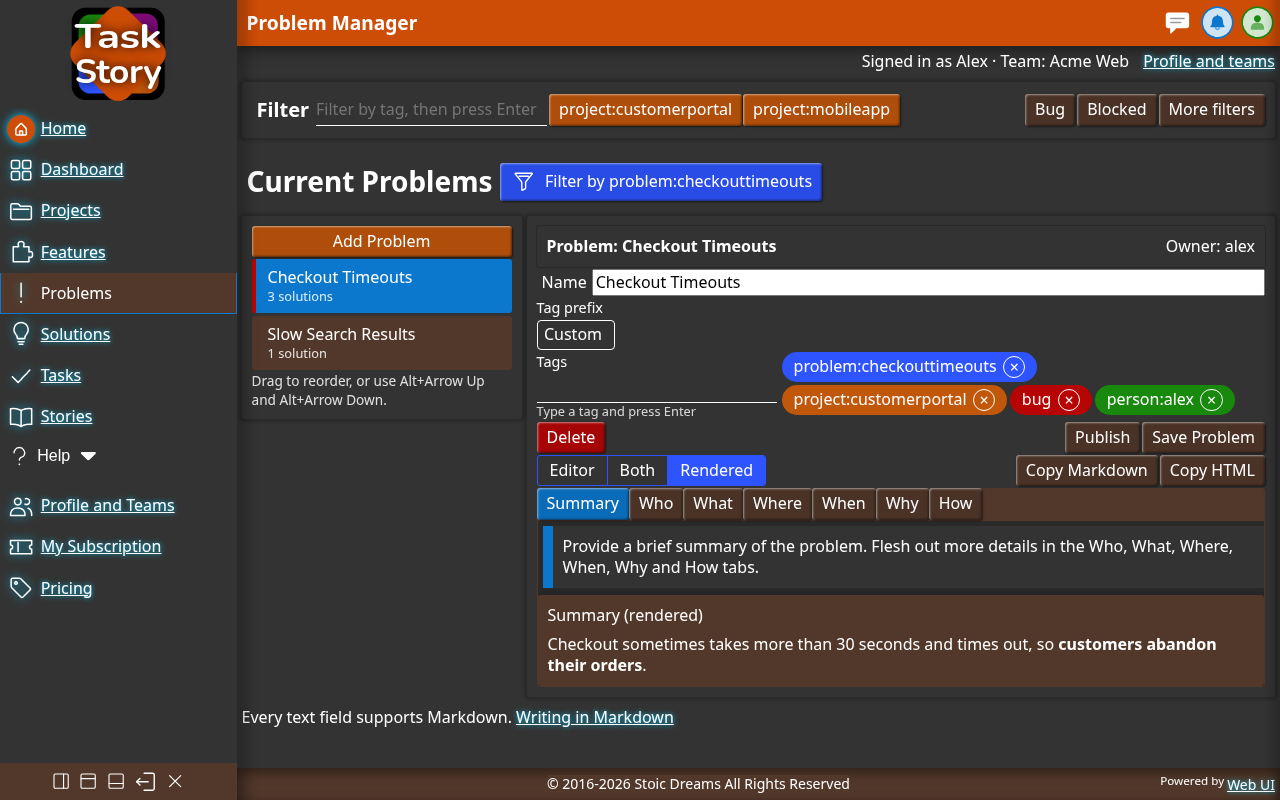 Task
Story
Problem Manager
Signed in as Alex · Team: Acme Web Profile and teams
Filter Filter by tag, then press Enter project:customerportal project:mobileapp Bug Blocked More filters
Home
Dashboard
Projects
Features
Problems
Solutions
Tasks
Stories
Help
Profile and Teams
My Subscription
Pricing
Current Problems Filter by problem:checkouttimeouts
Add Problem
Checkout Timeouts
3 solutions
Slow Search Results
1 solution
Drag to reorder, or use Alt+Arrow Up
and Alt+Arrow Down.
Problem: Checkout Timeouts Owner: alex
Name Checkout Timeouts
Tag prefix
Custom
Tags
problem:checkouttimeouts
project:customerportal bug person:alex
Type a tag and press Enter
Delete Publish Save Problem
Editor Both Rendered Copy Markdown Copy HTML
Summary Who What Where When Why How
Provide a brief summary of the problem. Flesh out more details in the Who, What, Where,
When, Why and How tabs.
Summary (rendered)
Checkout sometimes takes more than 30 seconds and times out, so customers abandon
their orders.
Every text field supports Markdown. Writing in Markdown
© 2016-2026 Stoic Dreams All Rights Reserved
Powered by Web UI